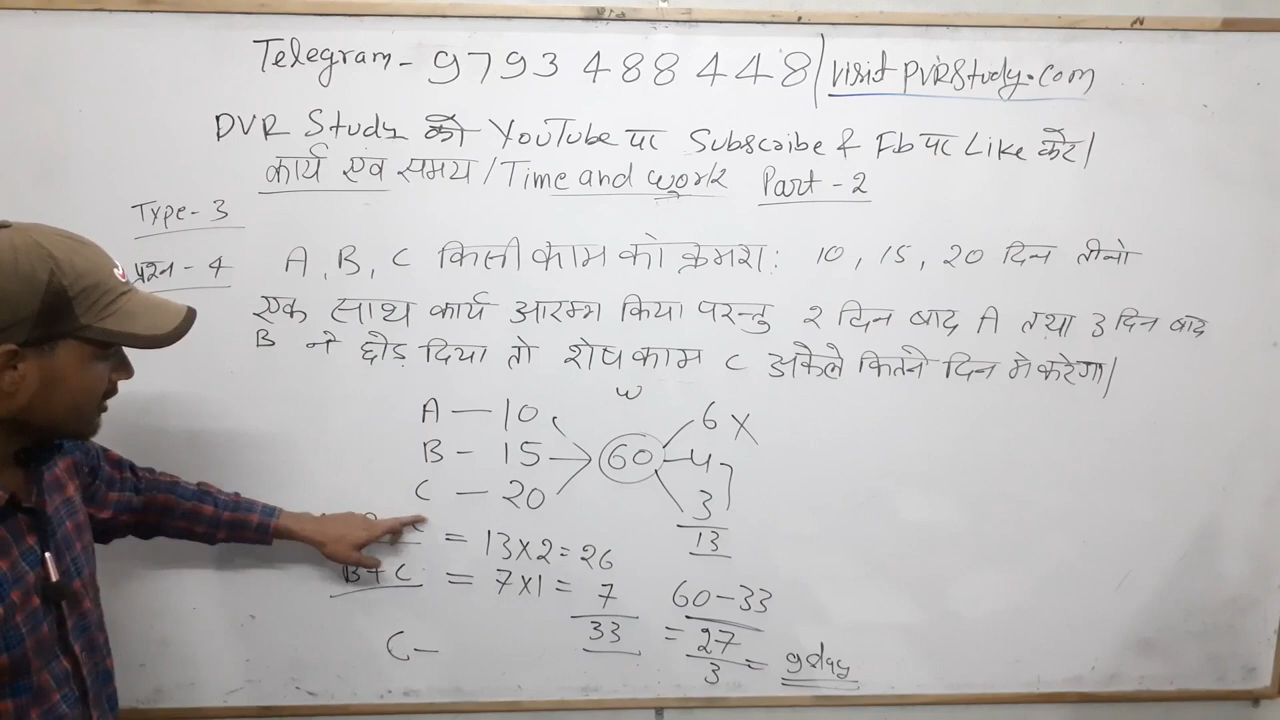 Telegram - 9793488448 | visit PVRStudy.com
DVR Study को YouTube पर Subscribe & Fb पर Like करे।
कार्य एवं समय / Time and work Part - 2
Type - 3
प्रश्न - 4 A, B, C किसी काम को क्रमश: 10, 15, 20 दिन तीनो
एक साथ कार्य आरम्भ किया परन्तु 2 दिन बाद A तथा 3 दिन बाद
B ने छोड़ दिया तो शेष काम C अकेले कितने दिन मे करेगा।
W
A — 10 6 X
B - 15 60 4
C — 20 3
13
= 13 X 2 = 26
B + C = 7 X 1 = 7 60 - 33
33 = 27
C - 3 = 9 day